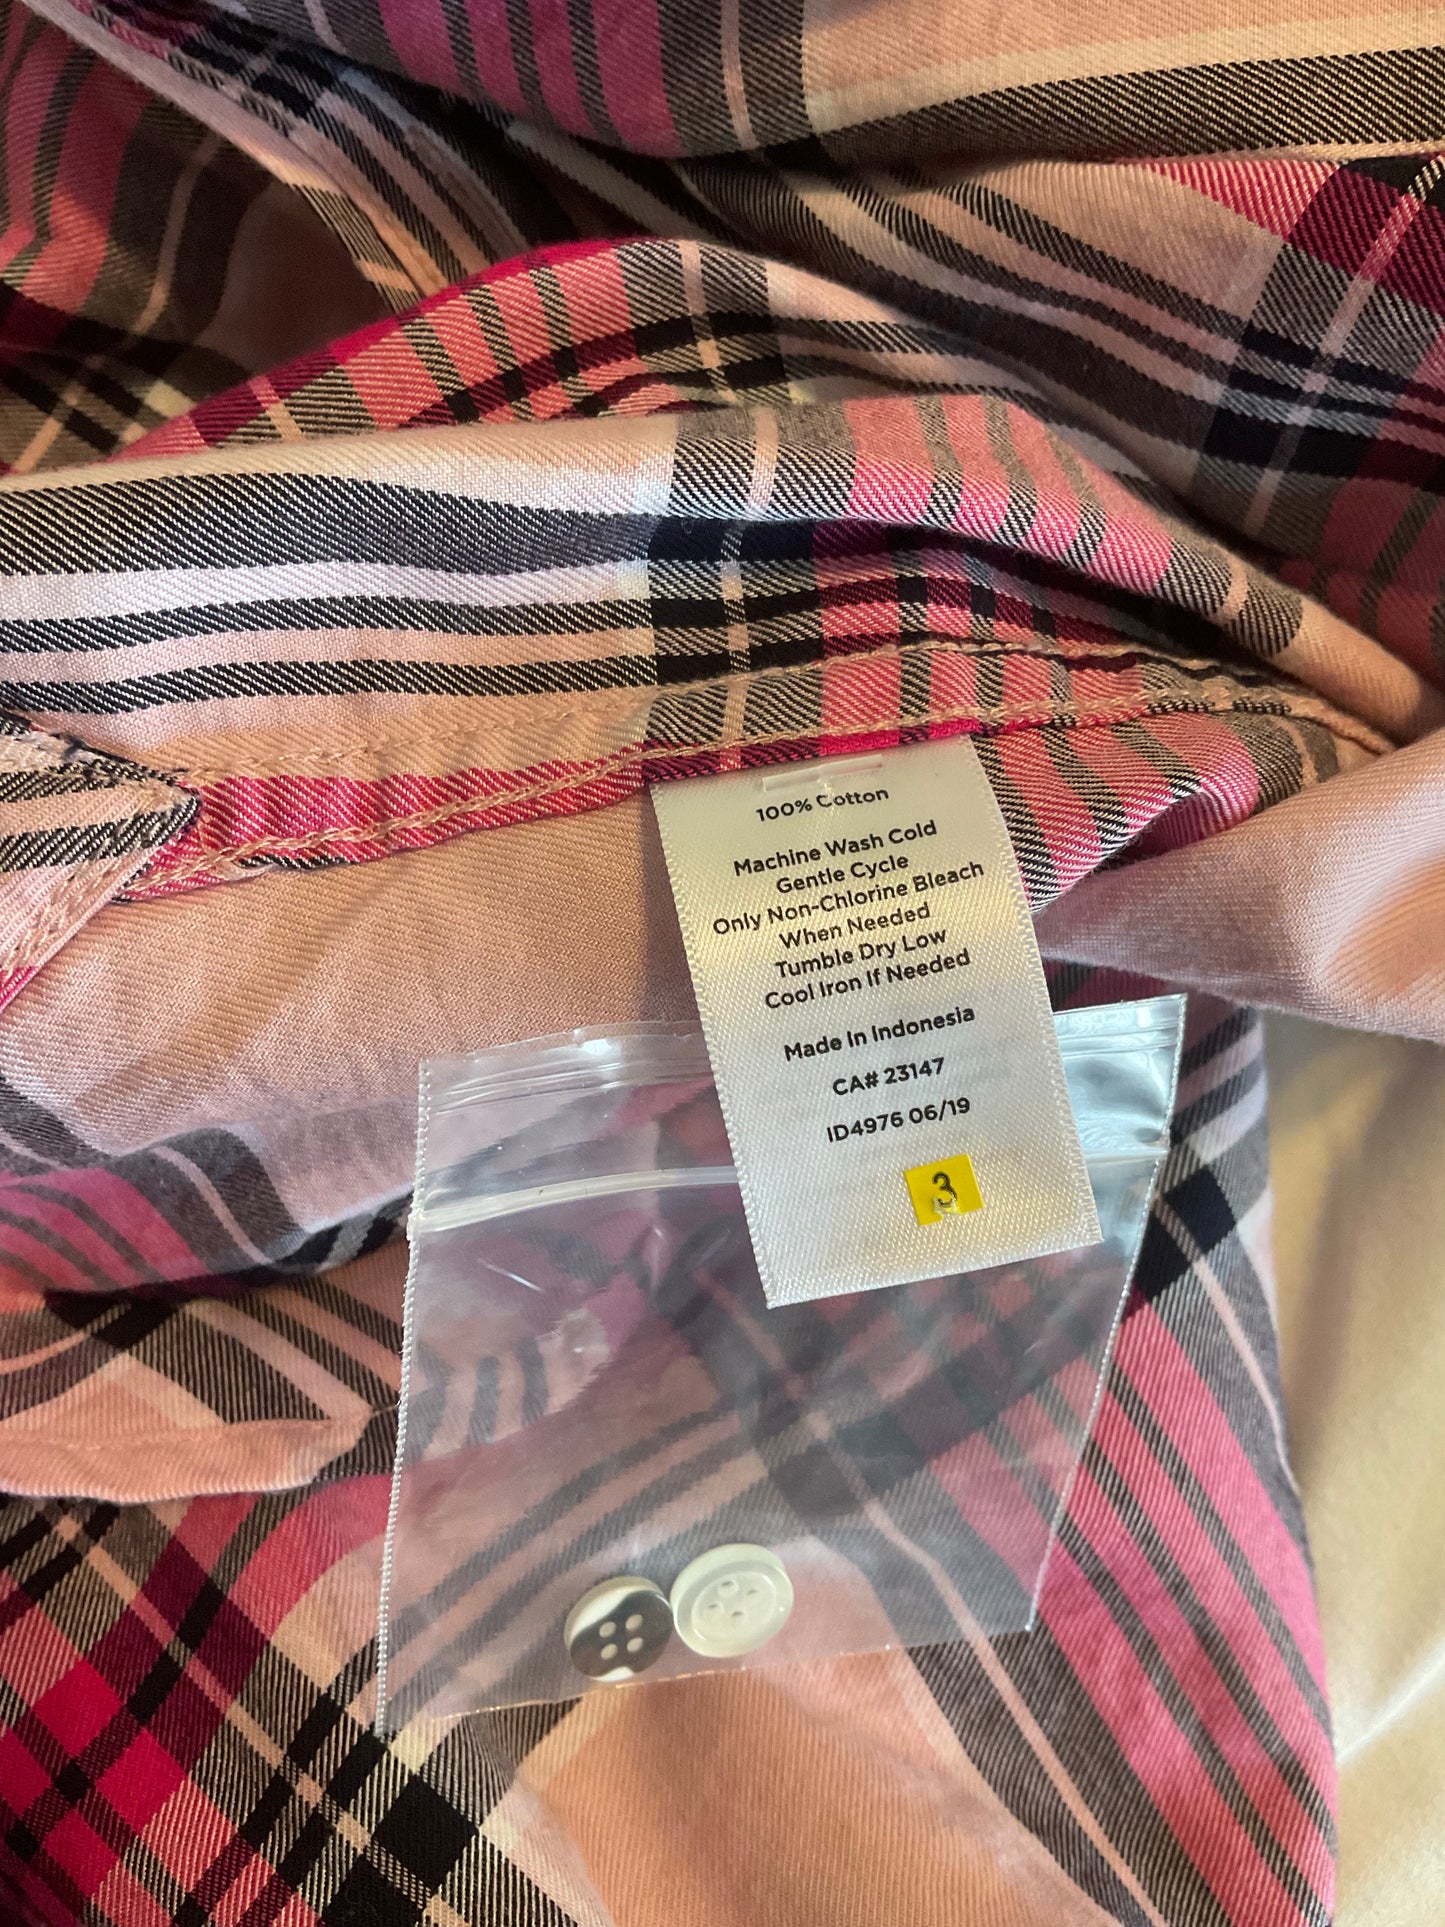 100% Cotton
Machine Wash Cold
Gentle Cycle
Only Non-Chlorine Bleach
When Needed
Tumble Dry Low
Cool Iron If Needed
Made In Indonesia
CA# 23147
ID4976 06/19
3